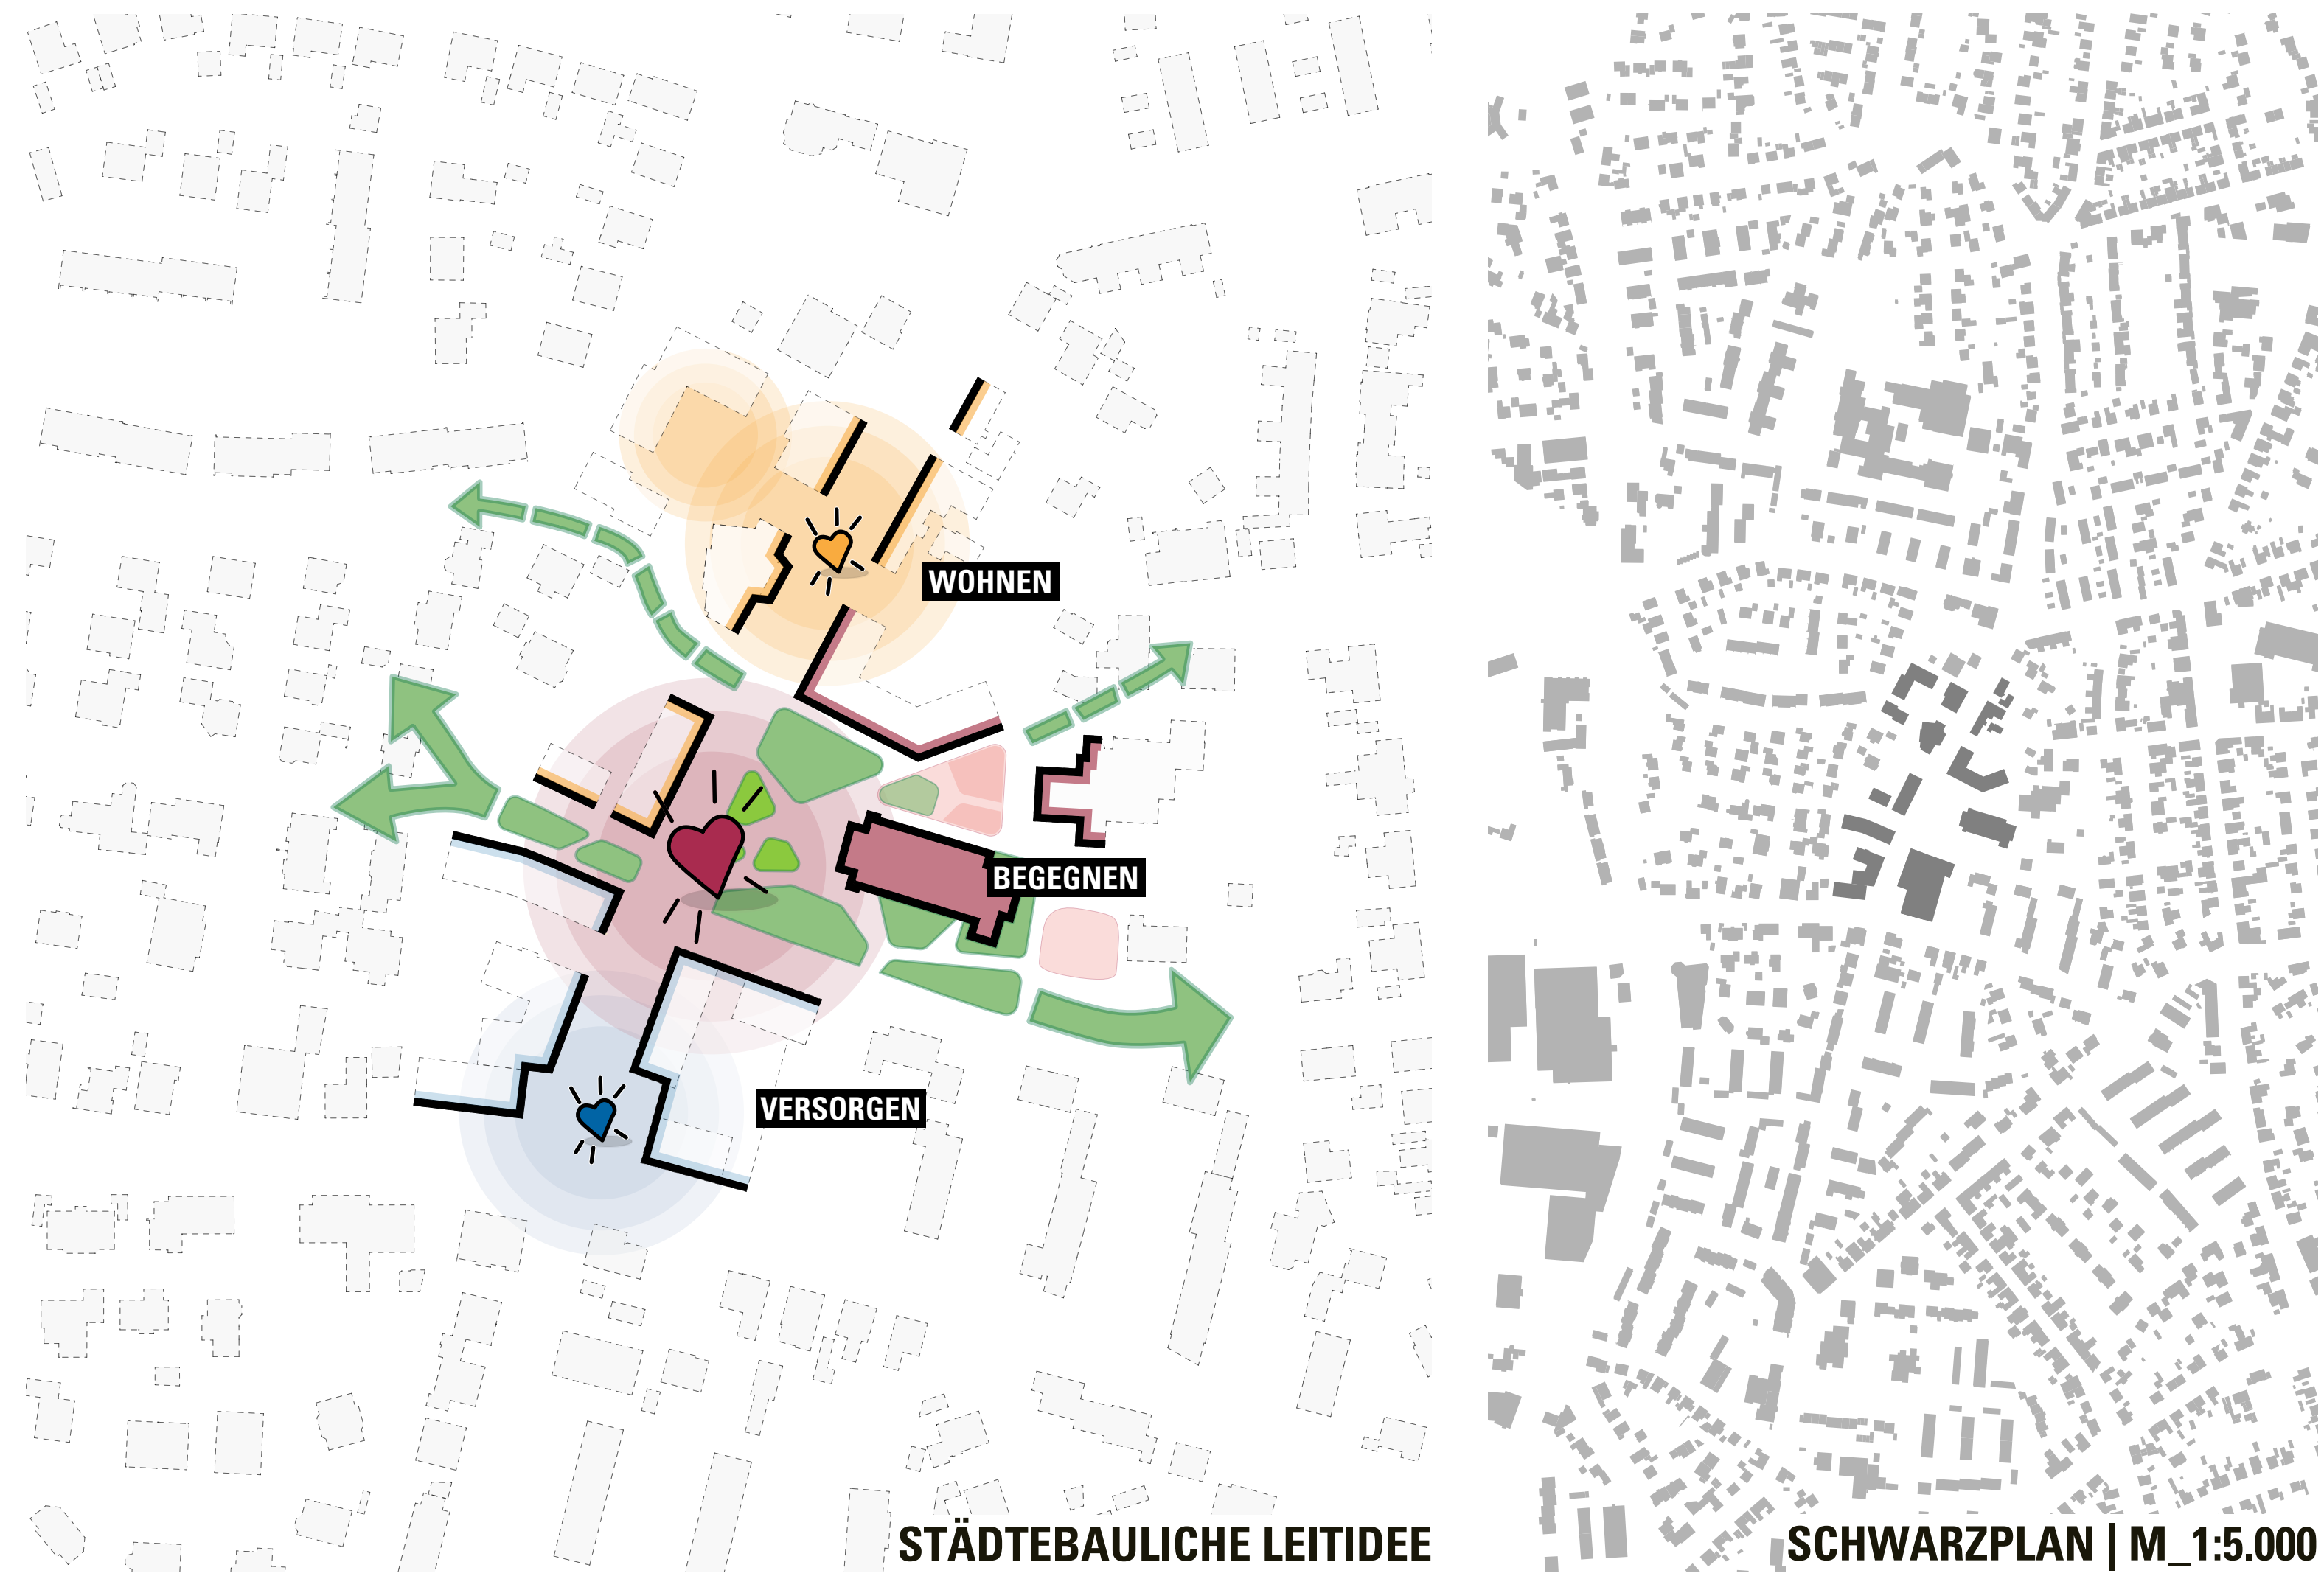 WOHNEN
BEGEGNEN
VERSORGEN
STÄDTEBAULICHE LEITIDEE
SCHWARZPLAN | M_1:5.000